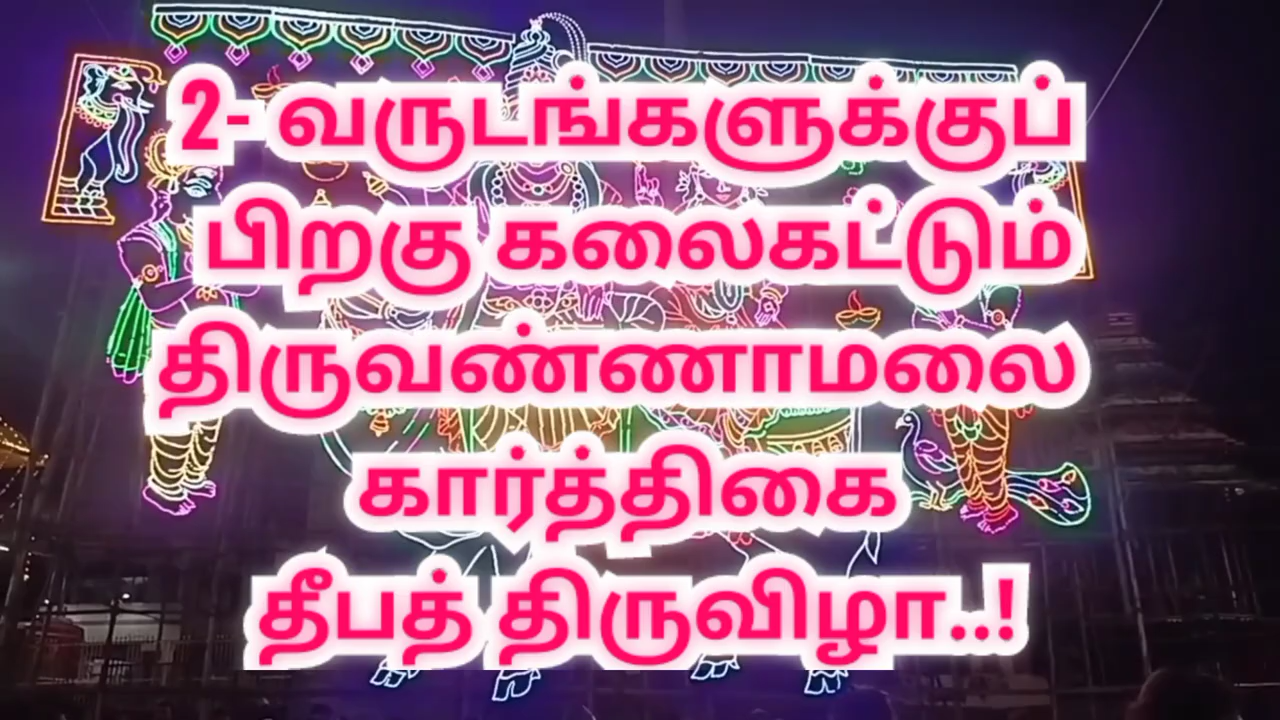 2- வருடங்களுக்குப்
பிறகு கலைகட்டும்
திருவண்ணாமலை
கார்த்திகை
தீபத் திருவிழா..!